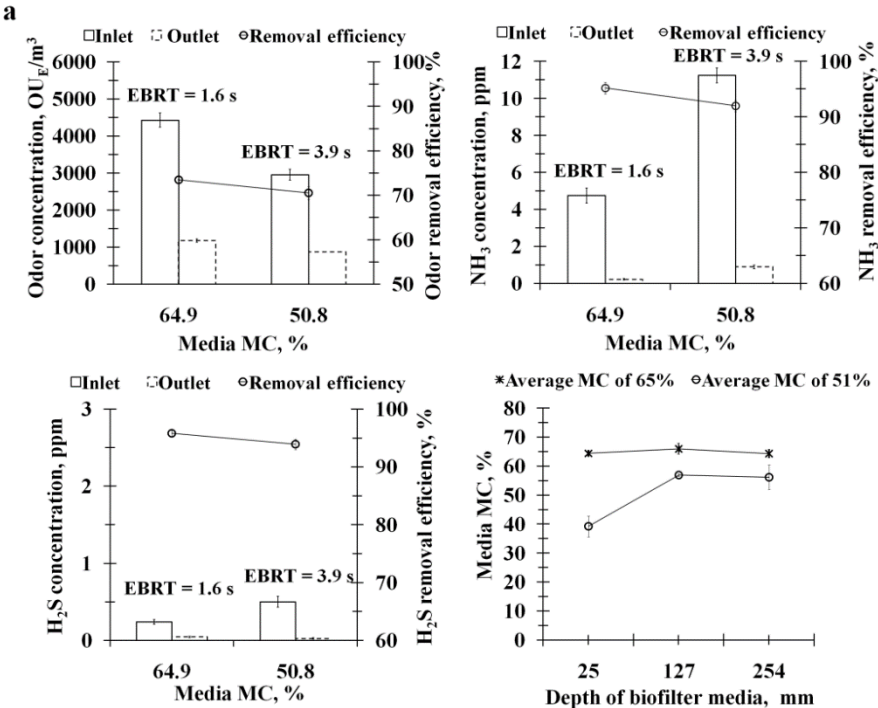 a
Inlet Outlet Removal efficiency
Odor concentration, OU_E/m³
6000
5000
4000
3000
2000
1000
0
EBRT = 1.6 s
EBRT = 3.9 s
100
90
80
70
60
50
Odor removal efficiency, %
64.9 50.8
Media MC, %
Inlet Outlet Removal efficiency
NH₃ concentration, ppm
12
10
8
6
4
2
0
EBRT = 3.9 s
EBRT = 1.6 s
100
90
80
70
60
NH₃ removal efficiency, %
64.9 50.8
Media MC, %
Inlet Outlet Removal efficiency
H₂S concentration, ppm
3
2
1
0
EBRT = 1.6 s
EBRT = 3.9 s
100
90
80
70
60
H₂S removal efficiency, %
64.9 50.8
Media MC, %
Average MC of 65% Average MC of 51%
Media MC, %
80
70
60
50
40
30
20
10
0
25 127 254
Depth of biofilter media, mm